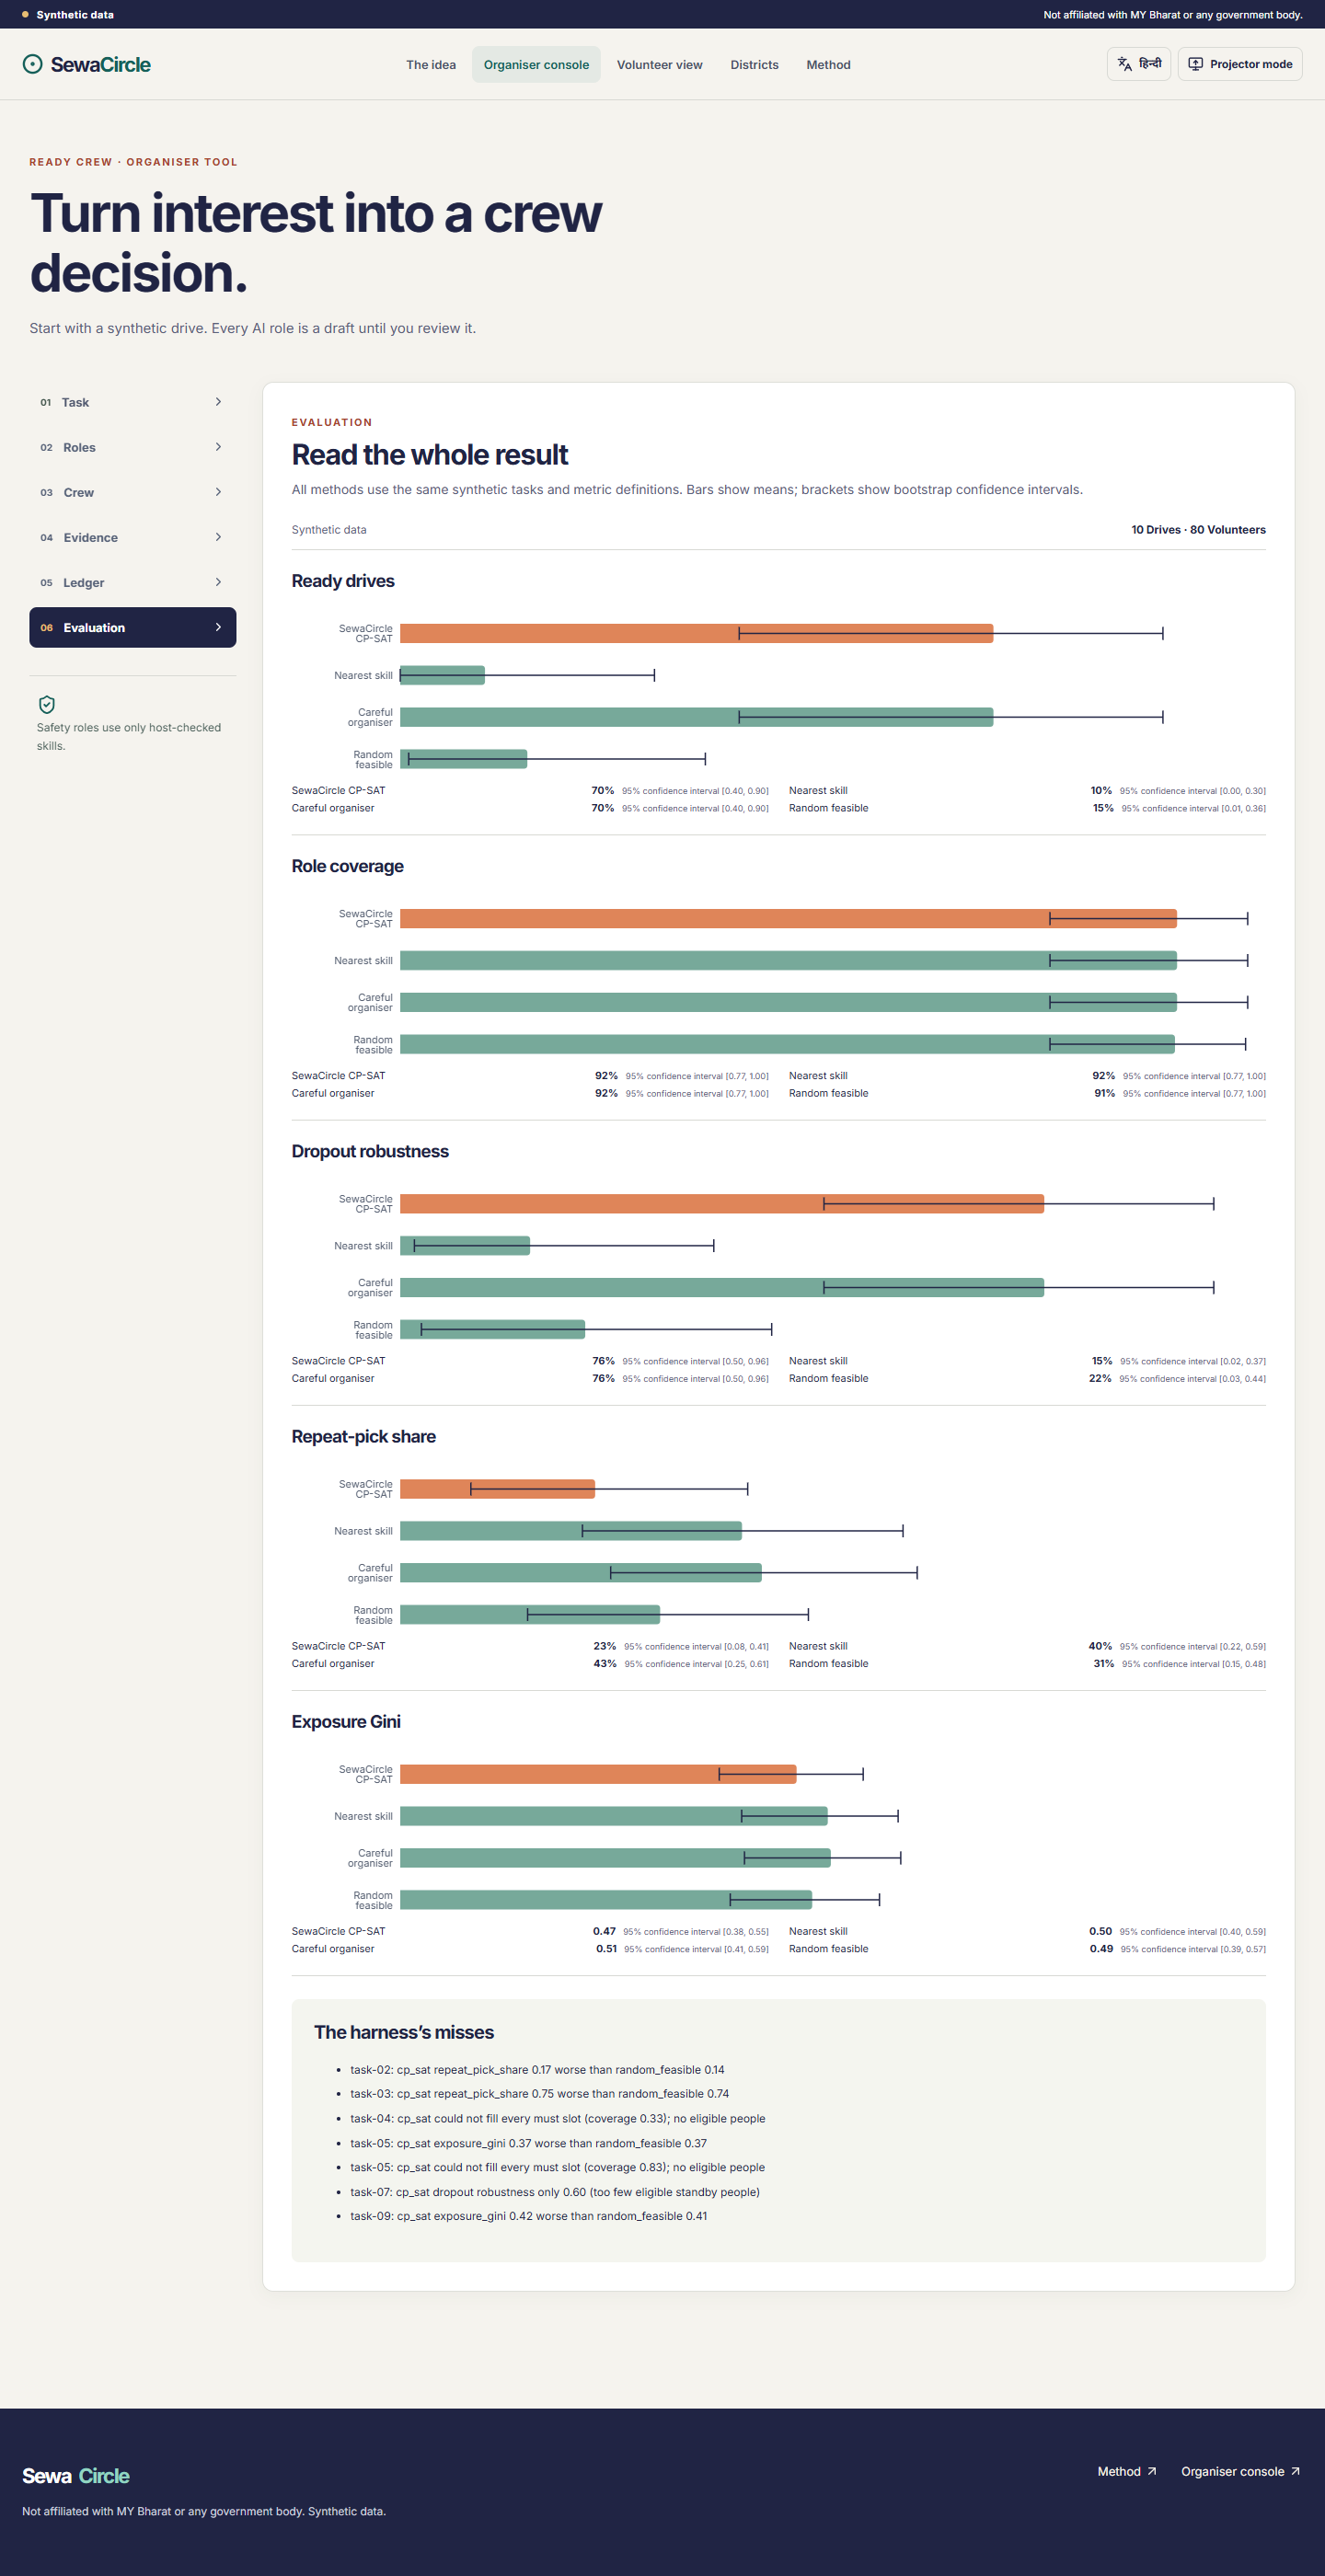 Synthetic data
Not affiliated with MY Bharat or any government body.
SewaCircle
The idea
Organiser console
Volunteer view
Districts
Method
हिन्दी
Projector mode
READY CREW · ORGANISER TOOL
Turn interest into a crew
decision.
Start with a synthetic drive. Every AI role is a draft until you review it.
01 Task
02 Roles
03 Crew
04 Evidence
05 Ledger
06 Evaluation
Safety roles use only host-checked
skills.
EVALUATION
Read the whole result
All methods use the same synthetic tasks and metric definitions. Bars show means; brackets show bootstrap confidence intervals.
Synthetic data
10 Drives · 80 Volunteers
Ready drives
SewaCircle
CP-SAT
Nearest skill
Careful
organiser
Random
feasible
SewaCircle CP-SAT 70% 95% confidence interval [0.40, 0.90] Nearest skill 10% 95% confidence interval [0.00, 0.30]
Careful organiser 70% 95% confidence interval [0.40, 0.90] Random feasible 15% 95% confidence interval [0.01, 0.36]
Role coverage
SewaCircle
CP-SAT
Nearest skill
Careful
organiser
Random
feasible
SewaCircle CP-SAT 92% 95% confidence interval [0.77, 1.00] Nearest skill 92% 95% confidence interval [0.77, 1.00]
Careful organiser 92% 95% confidence interval [0.77, 1.00] Random feasible 91% 95% confidence interval [0.77, 1.00]
Dropout robustness
SewaCircle
CP-SAT
Nearest skill
Careful
organiser
Random
feasible
SewaCircle CP-SAT 76% 95% confidence interval [0.50, 0.96] Nearest skill 15% 95% confidence interval [0.02, 0.37]
Careful organiser 76% 95% confidence interval [0.50, 0.96] Random feasible 22% 95% confidence interval [0.03, 0.44]
Repeat-pick share
SewaCircle
CP-SAT
Nearest skill
Careful
organiser
Random
feasible
SewaCircle CP-SAT 23% 95% confidence interval [0.08, 0.41] Nearest skill 40% 95% confidence interval [0.22, 0.59]
Careful organiser 43% 95% confidence interval [0.25, 0.61] Random feasible 31% 95% confidence interval [0.15, 0.48]
Exposure Gini
SewaCircle
CP-SAT
Nearest skill
Careful
organiser
Random
feasible
SewaCircle CP-SAT 0.47 95% confidence interval [0.38, 0.55] Nearest skill 0.50 95% confidence interval [0.40, 0.59]
Careful organiser 0.51 95% confidence interval [0.41, 0.59] Random feasible 0.49 95% confidence interval [0.39, 0.57]
The harness’s misses
• task-02: cp_sat repeat_pick_share 0.17 worse than random_feasible 0.14
• task-03: cp_sat repeat_pick_share 0.75 worse than random_feasible 0.74
• task-04: cp_sat could not fill every must slot (coverage 0.33); no eligible people
• task-05: cp_sat exposure_gini 0.37 worse than random_feasible 0.37
• task-05: cp_sat could not fill every must slot (coverage 0.83); no eligible people
• task-07: cp_sat dropout robustness only 0.60 (too few eligible standby people)
• task-09: cp_sat exposure_gini 0.42 worse than random_feasible 0.41
Sewa Circle
Method
Organiser console
Not affiliated with MY Bharat or any government body. Synthetic data.